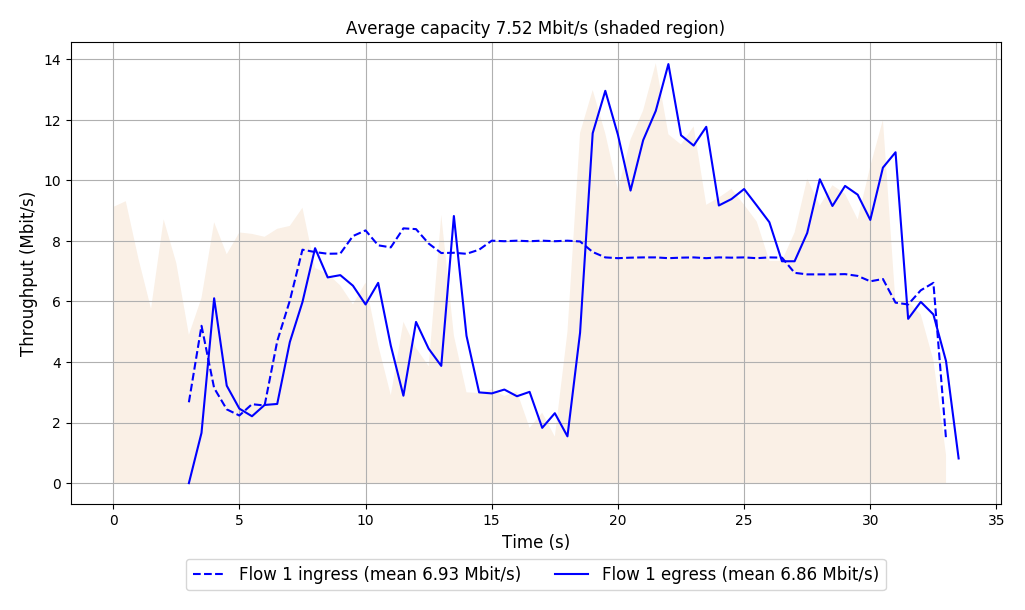 Average capacity 7.52 Mbit/s (shaded region)
Throughput (Mbit/s)
14
12
10
8
6
4
2
0
0 5 10 15 20 25 30 35
Time (s)
Flow 1 ingress (mean 6.93 Mbit/s) Flow 1 egress (mean 6.86 Mbit/s)